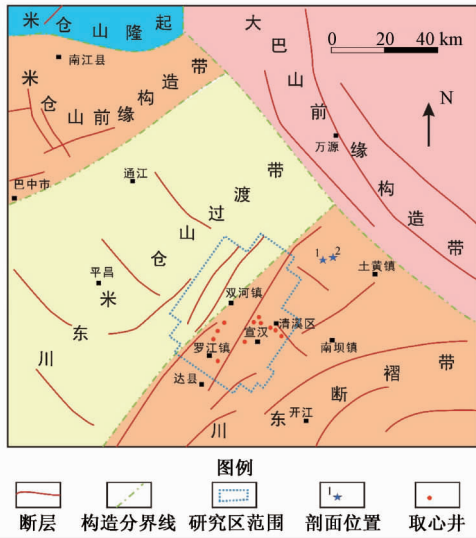 米仓山隆起
大巴山前缘构造带
0 20 40 km
N
南江县
米仓山前缘构造带
万源
巴中市
通江
川东米仓山过渡带
平昌
1 2
土黄镇
双河镇
清溪区
宣汉
罗江镇
南坝镇
达县
开江
川东断褶带
图例
1
断层 构造分界线 研究区范围 剖面位置 取心井